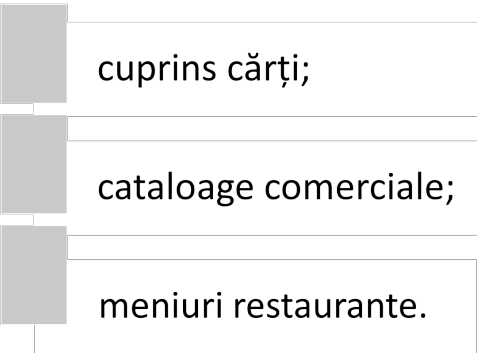 cuprins cărți;
cataloage comerciale;
meniuri restaurante.